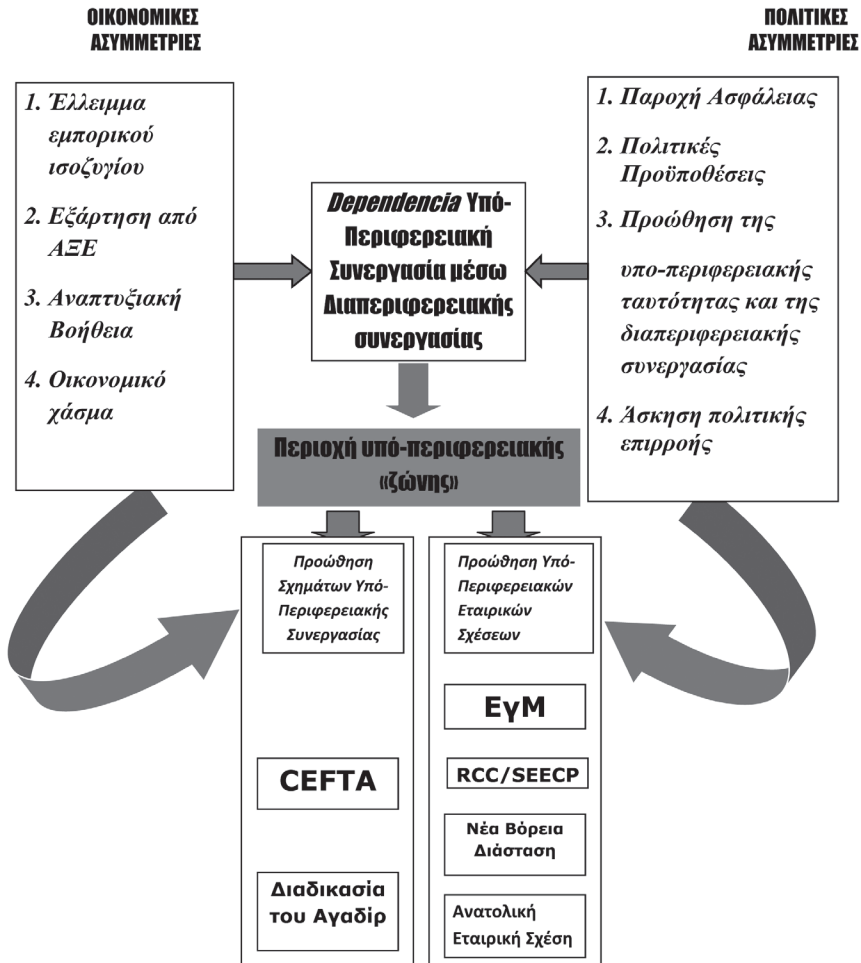 ΟΙΚΟΝΟΜΙΚΕΣ
ΑΣΥΜΜΕΤΡΙΕΣ
ΠΟΛΙΤΙΚΕΣ
ΑΣΥΜΜΕΤΡΙΕΣ
1. Έλλειμμα
εμπορικού
ισοζυγίου
2. Εξάρτηση από
ΑΞΕ
3. Αναπτυξιακή
Βοήθεια
4. Οικονομικό
χάσμα
Dependencia Υπό-
Περιφερειακή
Συνεργασία μέσω
Διαπεριφερειακής
συνεργασίας
1. Παροχή Ασφάλειας
2. Πολιτικές
Προϋποθέσεις
3. Προώθηση της
υπο-περιφερειακής
ταυτότητας και της
διαπεριφερειακής
συνεργασίας
4. Άσκηση πολιτικής
επιρροής
Περιοχή υπό-περιφερειακής
«ζώνης»
Προώθηση
Σχημάτων Υπό-
Περιφερειακής
Συνεργασίας
CEFTA
Διαδικασία
του Αγαδίρ
Προώθηση Υπό-
Περιφερειακών
Εταιρικών
Σχέσεων
ΕγΜ
RCC/SEECP
Νέα Βόρεια
Διάσταση
Ανατολική
Εταιρική Σχέση